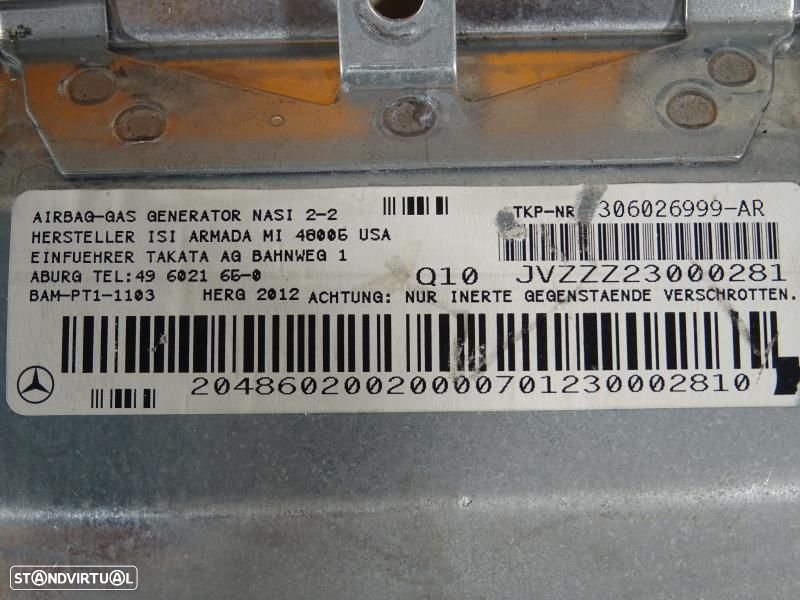 AIRBAG-GAS GENERATOR NASI 2-2
HERSTELLER ISI ARMADA MI 48005 USA
EINFUEHRER TAKATA AG BAHNWEG 1
ABURG TEL:49 6021 65-0
BAM-PT1-1103 HERG 2012 ACHTUNG: NUR INERTE GEGENSTAENDE VERSCHROTTEN.
TKP-NR 306026999-AR
Q10 JVZZZ23000281
20486020020000701230002810
STANDVIRTUAL